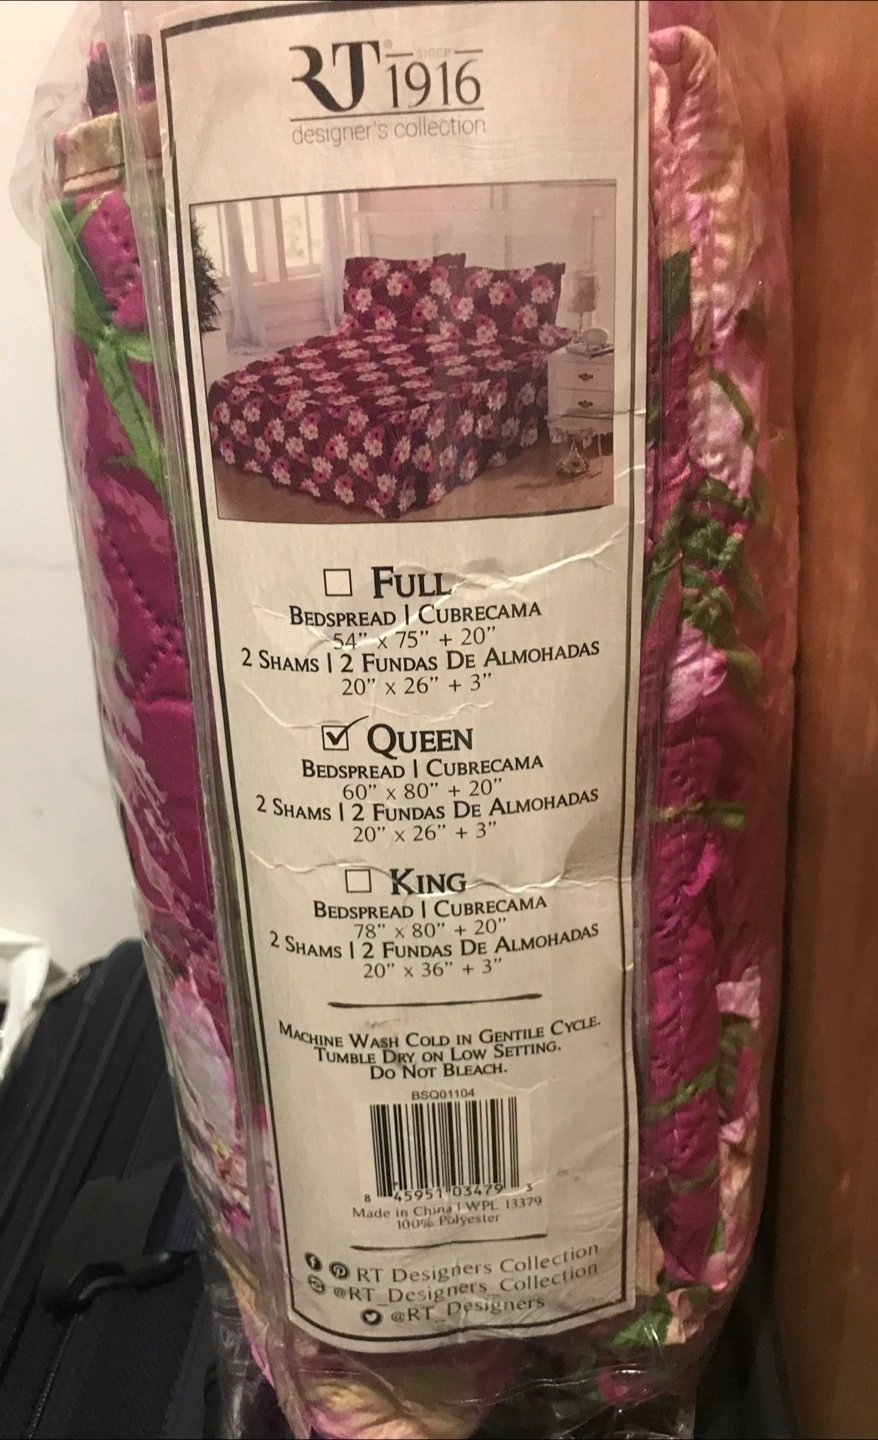 RT® SINCE 1916
designer's collection
FULL
BEDSPREAD | CUBRECAMA
54" x 75" + 20"
2 SHAMS | 2 FUNDAS DE ALMOHADAS
20" x 26" + 3"
QUEEN
BEDSPREAD | CUBRECAMA
60" x 80" + 20"
2 SHAMS | 2 FUNDAS DE ALMOHADAS
20" x 26" + 3"
KING
BEDSPREAD | CUBRECAMA
78" x 80" + 20"
2 SHAMS | 2 FUNDAS DE ALMOHADAS
20" x 36" + 3"
MACHINE WASH COLD IN GENTILE CYCLE.
TUMBLE DRY ON LOW SETTING.
DO NOT BLEACH.
BSQ01104
8 45951 03479 3
Made in China | WPL 13379
100% Polyester
RT Designers Collection
@RT_Designers_Collection
@RT_Designers